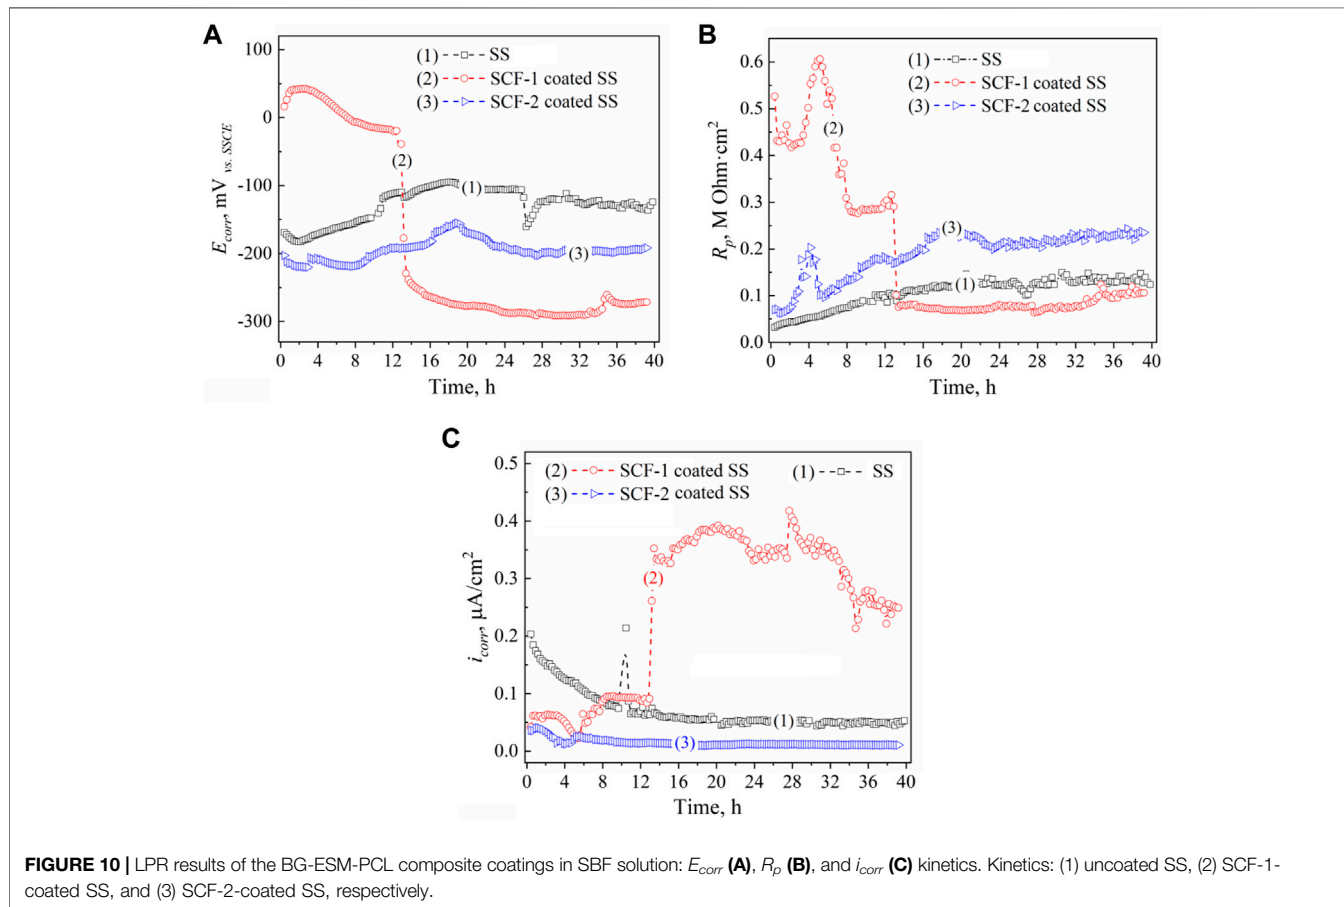 A
(1) SS
(2) SCF-1 coated SS
(3) SCF-2 coated SS
100
0
-100
-200
-300
E_corr, mV vs. SSCE
(2)
(1)
(3)
0 4 8 12 16 20 24 28 32 36 40
Time, h
B
(1) SS
(2) SCF-1 coated SS
(3) SCF-2 coated SS
0.6
0.5
0.4
0.3
0.2
0.1
0.0
R_p, M Ohm·cm²
(2)
(3)
(1)
0 4 8 12 16 20 24 28 32 36 40
Time, h
C
(2) SCF-1 coated SS (1) SS
(3) SCF-2 coated SS
0.5
0.4
0.3
0.2
0.1
0.0
i_corr, μA/cm²
(2)
(1)
(3)
0 4 8 12 16 20 24 28 32 36 40
Time, h
FIGURE 10 | LPR results of the BG-ESM-PCL composite coatings in SBF solution: E_corr (A), R_p (B), and i_corr (C) kinetics. Kinetics: (1) uncoated SS, (2) SCF-1-
coated SS, and (3) SCF-2-coated SS, respectively.